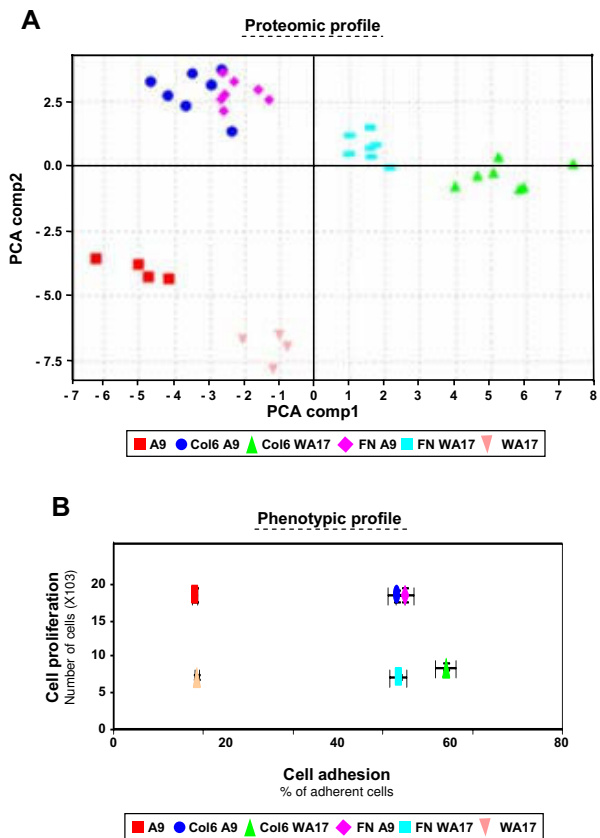 A
Proteomic profile
PCA comp2
2.5
0.0
- 2.5
- 5.0
- 7.5
- 7 - 6 - 5 - 4 - 3 - 2 - 1 0 1 2 3 4 5 6 7 8
PCA comp1
A9 Col6 A9 Col6 WA17 FN A9 FN WA17 WA17
B
Phenotypic profile
Cell proliferation
Number of cells (X103)
20
15
10
5
0
0 20 40 60 80
Cell adhesion
% of adherent cells
A9 Col6 A9 Col6 WA17 FN A9 FN WA17 WA17